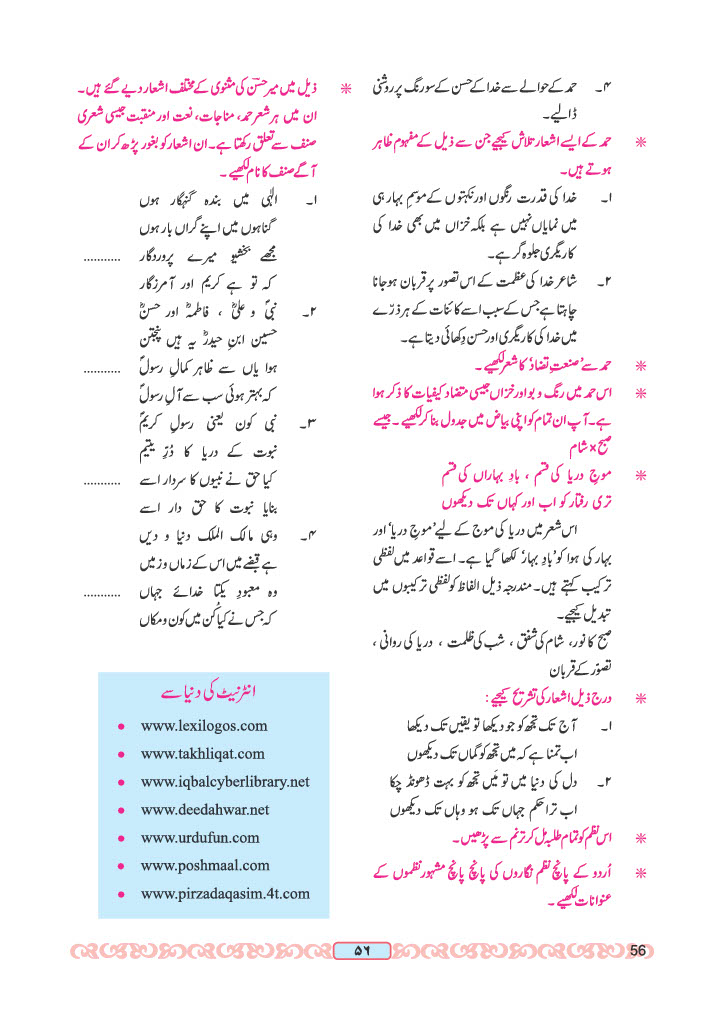 ۴۔ حمد کے حوالے سے خدا کے حسن کے سو رنگ پر روشنی
ڈالیے۔
* حمد کے ایسے اشعار تلاش کیجیے جن سے ذیل کے مفہوم ظاہر
ہوتے ہیں۔
۱۔ خدا کی قدرت رنگوں اور نکہتوں کے موسمِ بہار ہی
میں نمایاں نہیں ہے بلکہ خزاں میں بھی خدا کی
کاریگری جلوہ گر ہے۔
۲۔ شاعر خدا کی عظمت کے اس تصور پر قربان ہو جانا
چاہتا ہے جس کے سبب اسے کائنات کے ہر ذرّے
میں خدا کی کاریگری اور حسن دِکھائی دیتا ہے۔
* حمد سے ’صنعتِ تضاد‘ کا شعر لکھیے۔
* اس حمد میں رنگ و بو اور خزاں جیسی متضاد کیفیات کا ذکر ہوا
ہے۔ آپ ان تمام کو اپنی بیاض میں جدول بنا کر لکھیے۔ جیسے
صبح × شام
* موجِ دریا کی قسم ، بادِ بہاراں کی قسم
تری رفتار کو اب اور کہاں تک دیکھوں
اس شعر میں دریا کی موج کے لیے ’موجِ دریا‘ اور
بہار کی ہوا کو ’بادِ بہار‘ لکھا گیا ہے۔ اسے قواعد میں لفظی
ترکیب کہتے ہیں۔ مندرجہ ذیل الفاظ کو لفظی ترکیبوں میں
تبدیل کیجیے۔
صبح کا نور، شام کی شفق ، شب کی ظلمت ، دریا کی روانی ،
تصوّر کے قربان
* درج ذیل اشعار کی تشریح کیجیے :
۱۔ آج تک تجھ کو جو دیکھا تو یقیں تک دیکھا
اب تمنا ہے کہ میں تجھ کو گماں تک دیکھوں
۲۔ دل کی دنیا میں تو مَیں تجھ کو بہت ڈھونڈ چکا
اب ترا حکم جہاں تک ہو وہاں تک دیکھوں
* اس نظم کو تمام طلبہ مل کر ترنم سے پڑھیں۔
* اُردو کے پانچ نظم نگاروں کی پانچ پانچ مشہور نظموں کے
عنوانات لکھیے۔
* ذیل میں میر حسنؔ کی مثنوی کے مختلف اشعار دیے گئے ہیں۔
ان میں ہر شعر حمد، مناجات، نعت اور منقبت جیسی شعری
صنف سے تعلق رکھتا ہے۔ ان اشعار کو بغور پڑھ کر ان کے
آگے صنف کا نام لکھیے۔
۱۔ الٰہی میں بندہ گنہگار ہوں
گناہوں میں اپنے گراں بار ہوں
مجھے بخشیو میرے پروردگار ...........
کہ تو ہے کریم اور آمرزگار
۲۔ نبیؐ و علیؓ ، فاطمہؓ اور حسنؓ
حسین ابنِ حیدرؓ یہ ہیں پنجتن
ہوا یاں سے ظاہر کمالِ رسولؐ ...........
کہ بہتر ہوئی سب سے آلِ رسولؐ
۳۔ نبی کون یعنی رسولِ کریمؐ
نبوت کے دریا کا دُرِّ یتیم
کیا حق نے نبیوں کا سردار اسے ...........
بنایا نبوت کا حق دار اسے
۴۔ وہی مالک الملک دنیا و دیں
ہے قبضے میں اس کے زماں و زمیں
وہ معبودِ یکتا خدائے جہاں ...........
کہ جس نے کیا کُن میں کون و مکاں
انٹرنیٹ کی دنیا سے
• www.lexilogos.com
• www.takhliqat.com
• www.iqbalcyberlibrary.net
• www.deedahwar.net
• www.urdufun.com
• www.poshmaal.com
• www.pirzadaqasim.4t.com
۵۶
56